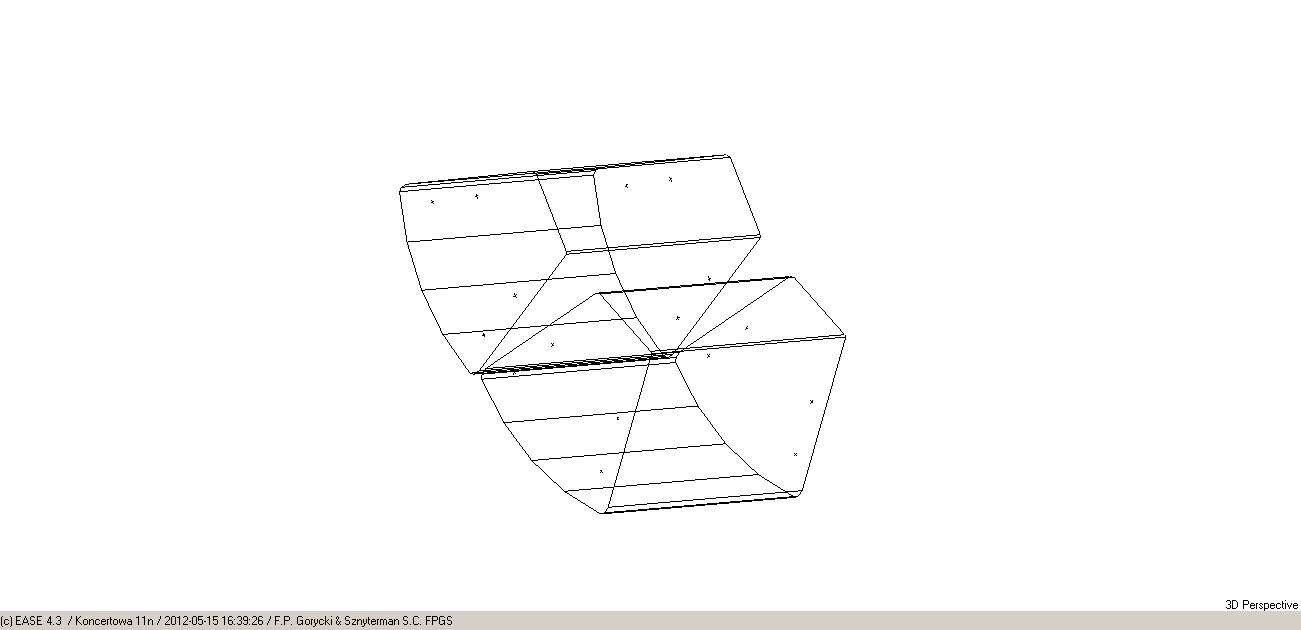 3D Perspective
(c) EASE 4.3 / Koncertowa 11n / 2012-05-15 16:39:26 / F.P. Gorycki & Sznyterman S.C. FPGS